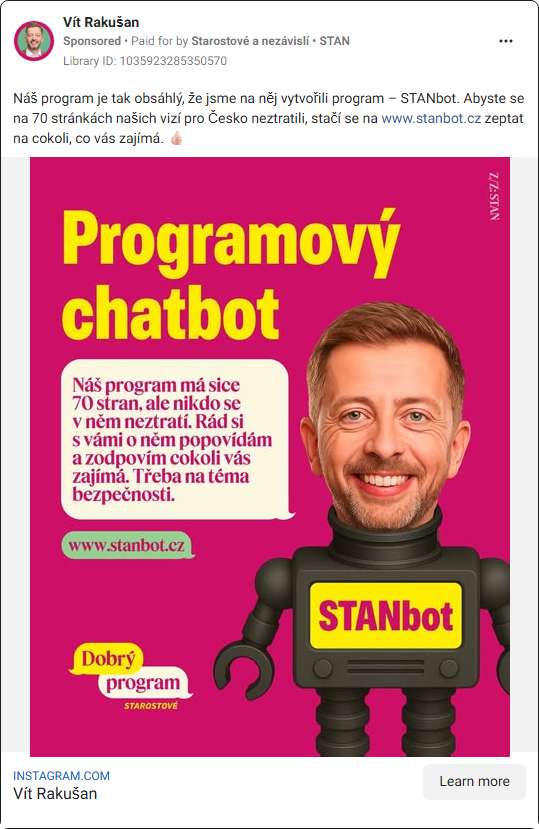 Vít Rakušan
Sponsored • Paid for by Starostové a nezávislí • STAN
Library ID: 1035923285350570
Náš program je tak obsáhlý, že jsme na něj vytvořili program – STANbot. Abyste se
na 70 stránkách našich vizí pro Česko neztratili, stačí se na www.stanbot.cz zeptat
na cokoli, co vás zajímá. 👍🏻
Z/Z:STAN
Programový
chatbot
Náš program má sice
70 stran, ale nikdo se
v něm neztratí. Rád si
s vámi o něm popovídám
a zodpovím cokoli vás
zajímá. Třeba na téma
bezpečnosti.
www.stanbot.cz
STANbot
Dobrý
program
STAROSTOVÉ
INSTAGRAM.COM
Vít Rakušan
Learn more